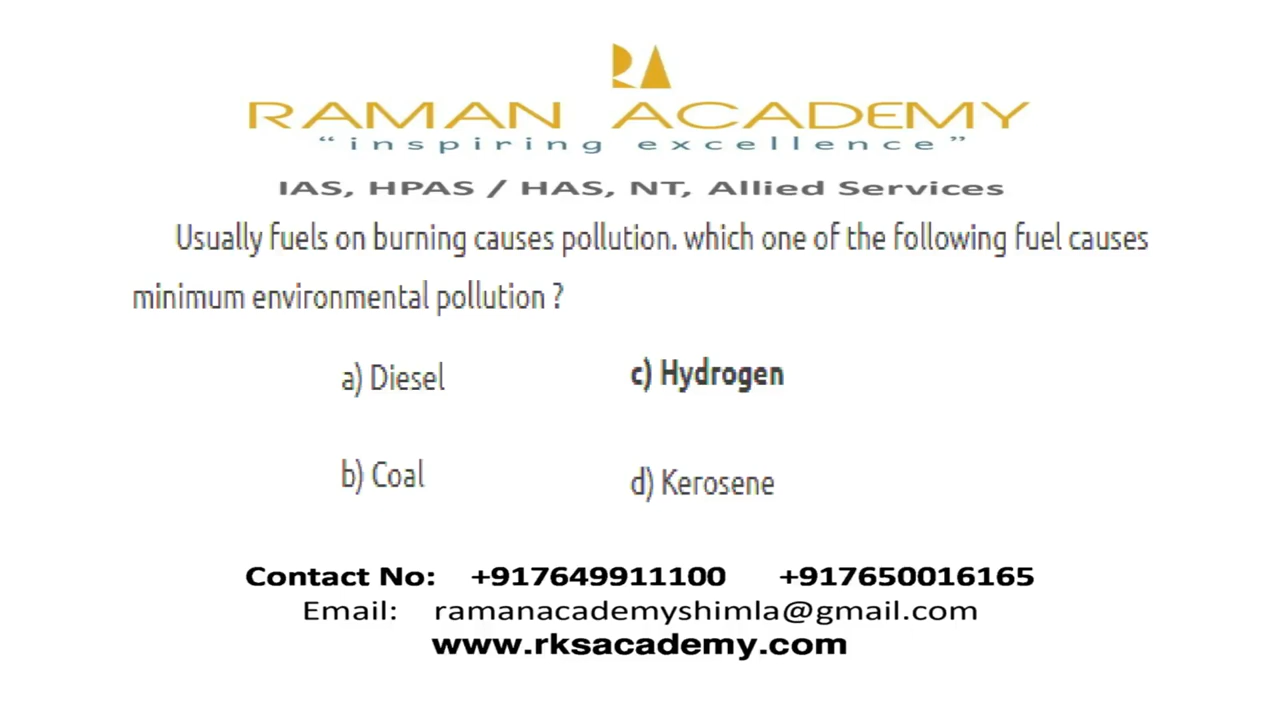 RA
RAMAN ACADEMY
“inspiring excellence”
IAS, HPAS / HAS, NT, Allied Services
Usually fuels on burning causes pollution. which one of the following fuel causes
minimum environmental pollution ?
a) Diesel
c) Hydrogen
b) Coal
d) Kerosene
Contact No: +917649911100 +917650016165
Email: ramanacademyshimla@gmail.com
www.rksacademy.com